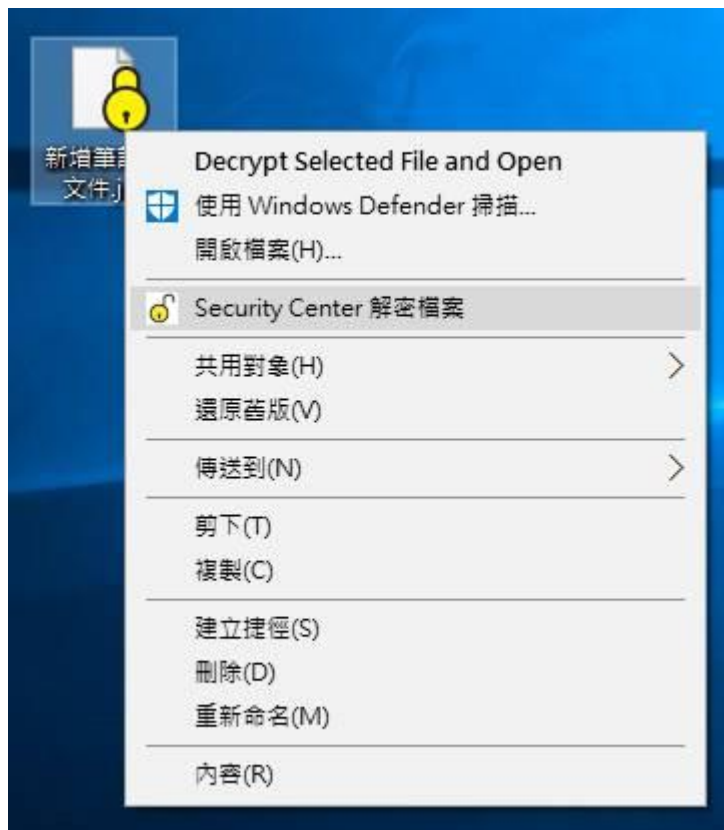 新增筆
文件.j
Decrypt Selected File and Open
使用 Windows Defender 掃描...
開啟檔案(H)...
Security Center 解密檔案
共用對象(H)
還原舊版(V)
傳送到(N)
剪下(T)
複製(C)
建立捷徑(S)
刪除(D)
重新命名(M)
內容(R)